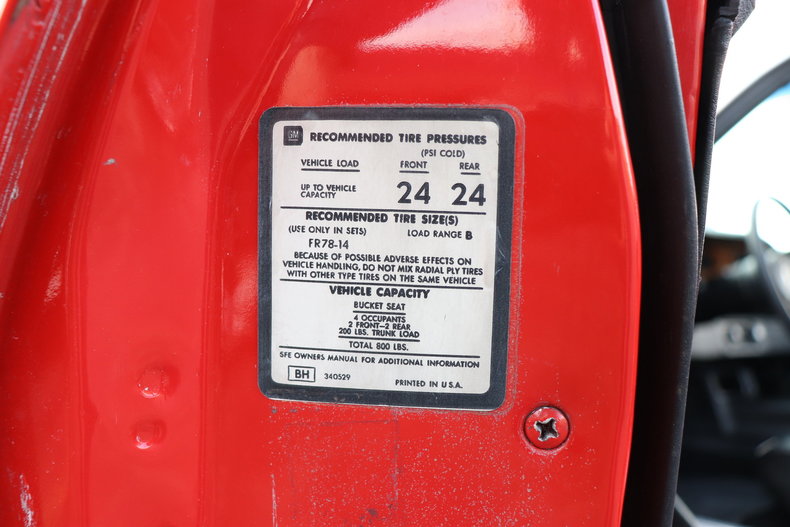 GM
RECOMMENDED TIRE PRESSURES
(PSI COLD)
VEHICLE LOAD FRONT REAR
UP TO VEHICLE CAPACITY 24 24
RECOMMENDED TIRE SIZE(S)
(USE ONLY IN SETS) LOAD RANGE B
FR78-14
BECAUSE OF POSSIBLE ADVERSE EFFECTS ON
VEHICLE HANDLING, DO NOT MIX RADIAL PLY TIRES
WITH OTHER TYPE TIRES ON THE SAME VEHICLE
VEHICLE CAPACITY
BUCKET SEAT
4 OCCUPANTS
2 FRONT-2 REAR
200 LBS. TRUNK LOAD
TOTAL 800 LBS.
SEE OWNERS MANUAL FOR ADDITIONAL INFORMATION
BH 340529 PRINTED IN U.S.A.